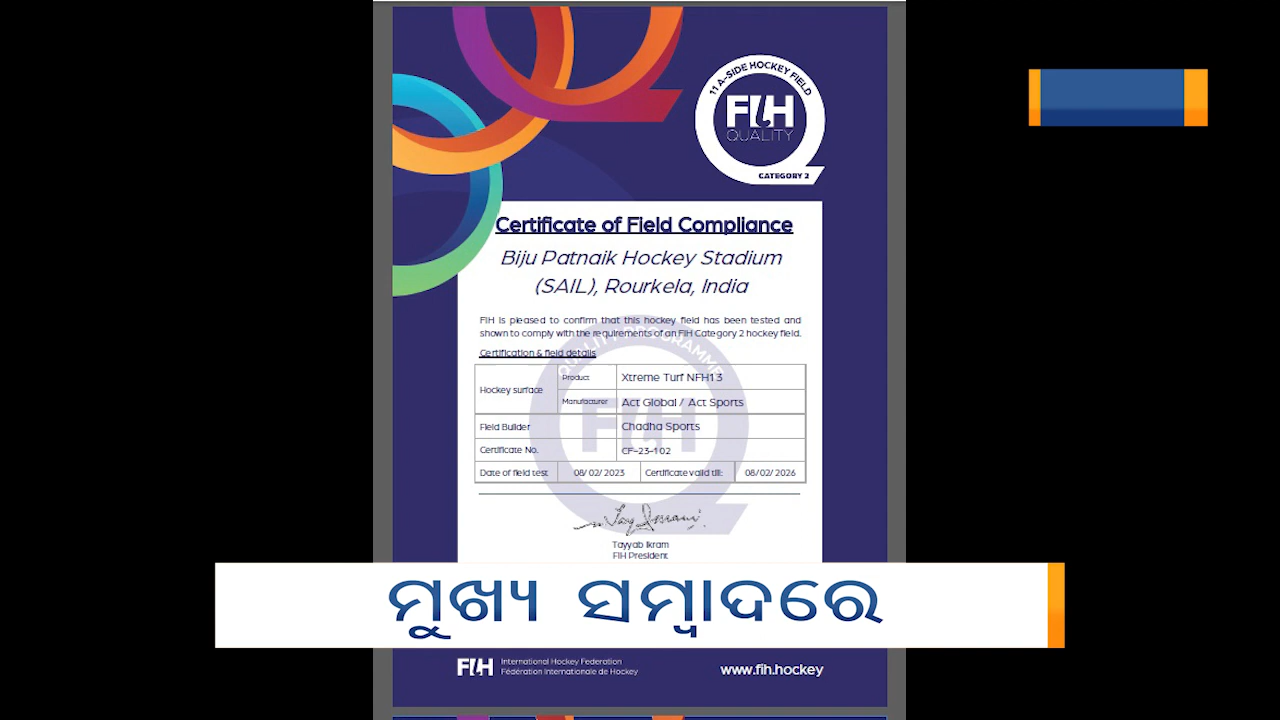 11 A-SIDE HOCKEY FIELD
FIH
QUALITY
CATEGORY 2
Certificate of Field Compliance
Biju Patnaik Hockey Stadium
(SAIL), Rourkela, India
FIH is pleased to confirm that this hockey field has been tested and
shown to comply with the requirements of an FIH Category 2 hockey field.
QUALITY PROGRAMME
FIH
Certification & field details
Hockey surface Product Xtreme Turf NFH13
Manufacturer Act Global / Act Sports
Field Builder Chadha Sports
Certificate No. CF-23-102
Date of field test 08/02/2023 Certificate valid till: 08/02/2026
Tayyab Ikram
FIH President
ମୁଖ୍ୟ ସମ୍ବାଦରେ
FIH International Hockey Federation
Fédération Internationale de Hockey
www.fih.hockey